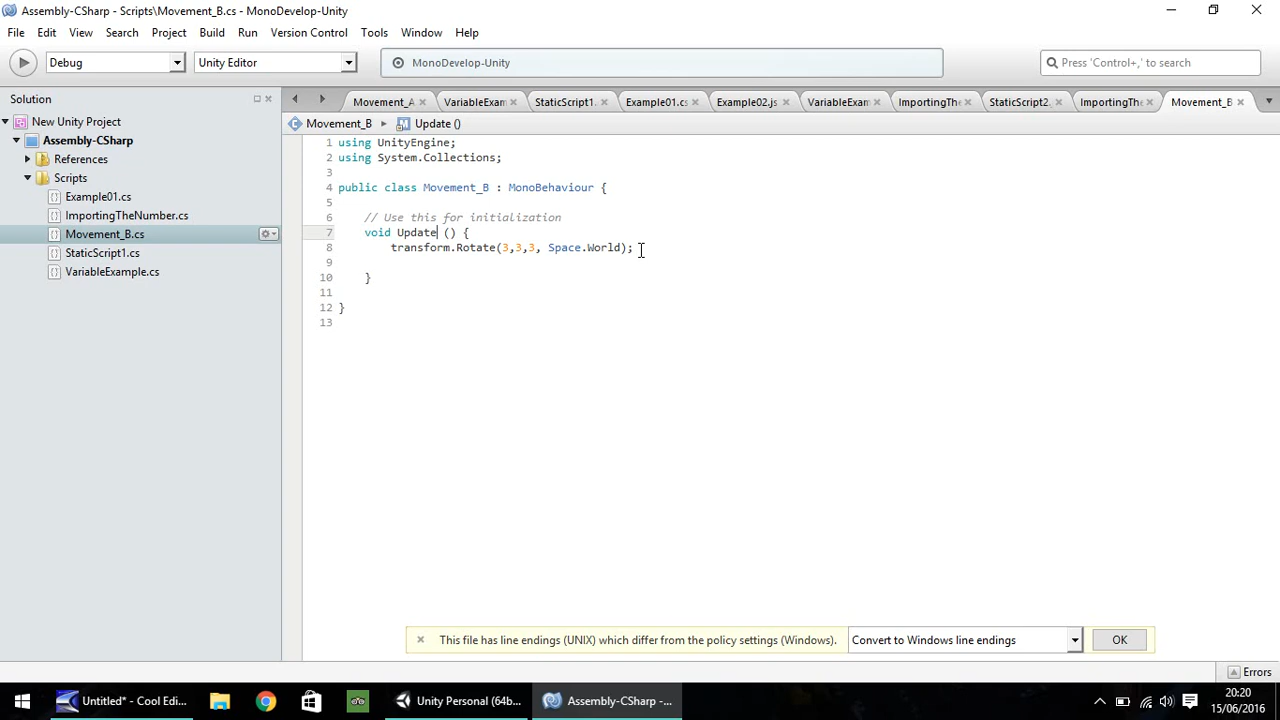 Assembly-CSharp - Scripts\Movement_B.cs - MonoDevelop-Unity
File Edit View Search Project Build Run Version Control Tools Window Help
Debug Unity Editor MonoDevelop-Unity Press 'Control+,' to search
Solution
Movement_A VariableExam StaticScript1. Example01.cs Example02.js VariableExam ImportingThe StaticScript2. ImportingThe Movement_B
New Unity Project
Assembly-CSharp
References
Scripts
Example01.cs
ImportingTheNumber.cs
Movement_B.cs
StaticScript1.cs
VariableExample.cs
Movement_B Update ()
1 using UnityEngine;
2 using System.Collections;
3
4 public class Movement_B : MonoBehaviour {
5
6 // Use this for initialization
7 void Update () {
8 transform.Rotate(3,3,3, Space.World);
9
10 }
11
12 }
13
This file has line endings (UNIX) which differ from the policy settings (Windows). Convert to Windows line endings OK
Errors
Untitled* - Cool Edi... Unity Personal (64b... Assembly-CSharp -... 20:20
15/06/2016